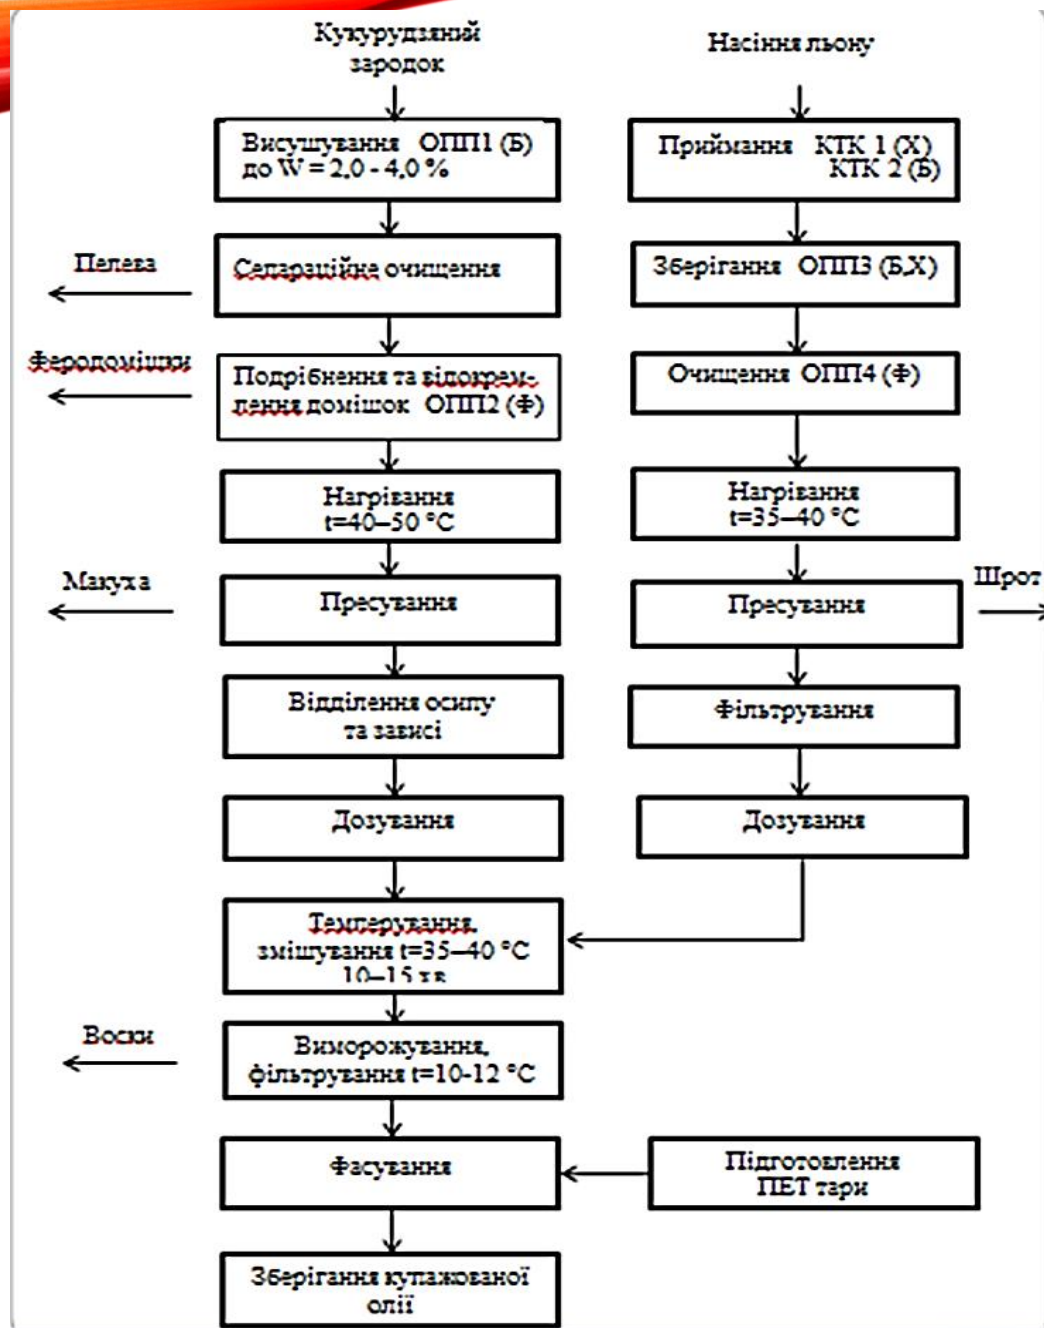 Кукурудзяний
зародок
Висушування ОПП1 (Б)
до W = 2,0 - 4,0 %
Пелева
Сепараційне очищення
Феродомішки
Подрібнення та відокрем-
лення домішок ОПП2 (Ф)
Нагрівання
t=40–50 °С
Макуха
Пресування
Відділення осипу
та зависі
Дозування
Насіння льону
Приймання КТК 1 (Х)
КТК 2 (Б)
Зберігання ОПП3 (Б,Х)
Очищення ОПП4 (Ф)
Нагрівання
t=35–40 °С
Шрот
Пресування
Фільтрування
Дозування
Темперування,
змішування t=35–40 °С
10–15 хв
Воски
Виморожування,
фільтрування t=10-12 °С
Фасування
Підготовлення
ПЕТ тари
Зберігання купажованої
олії